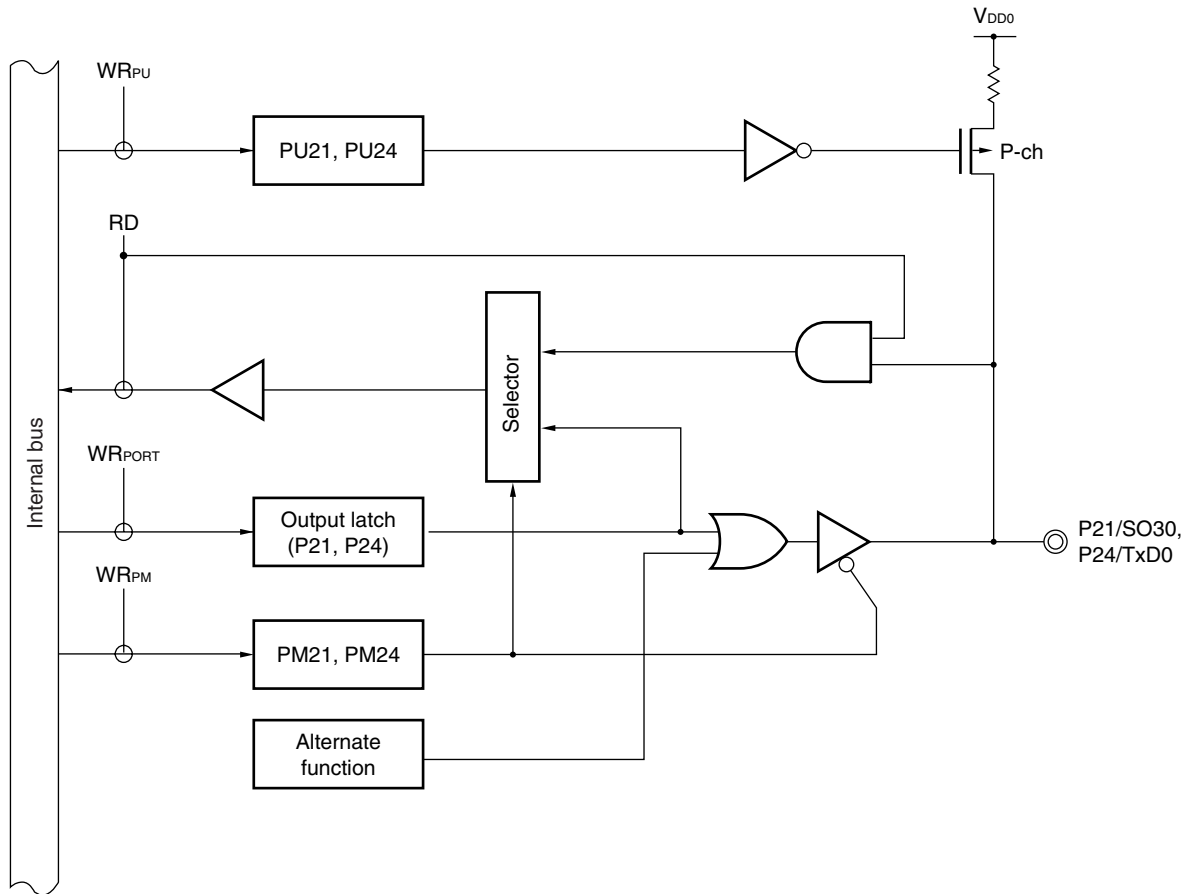 VDD0
WRPU
PU21, PU24
P-ch
RD
Selector
Internal bus
WRPORT
Output latch
(P21, P24)
P21/SO30,
P24/TxD0
WRPM
PM21, PM24
Alternate
function